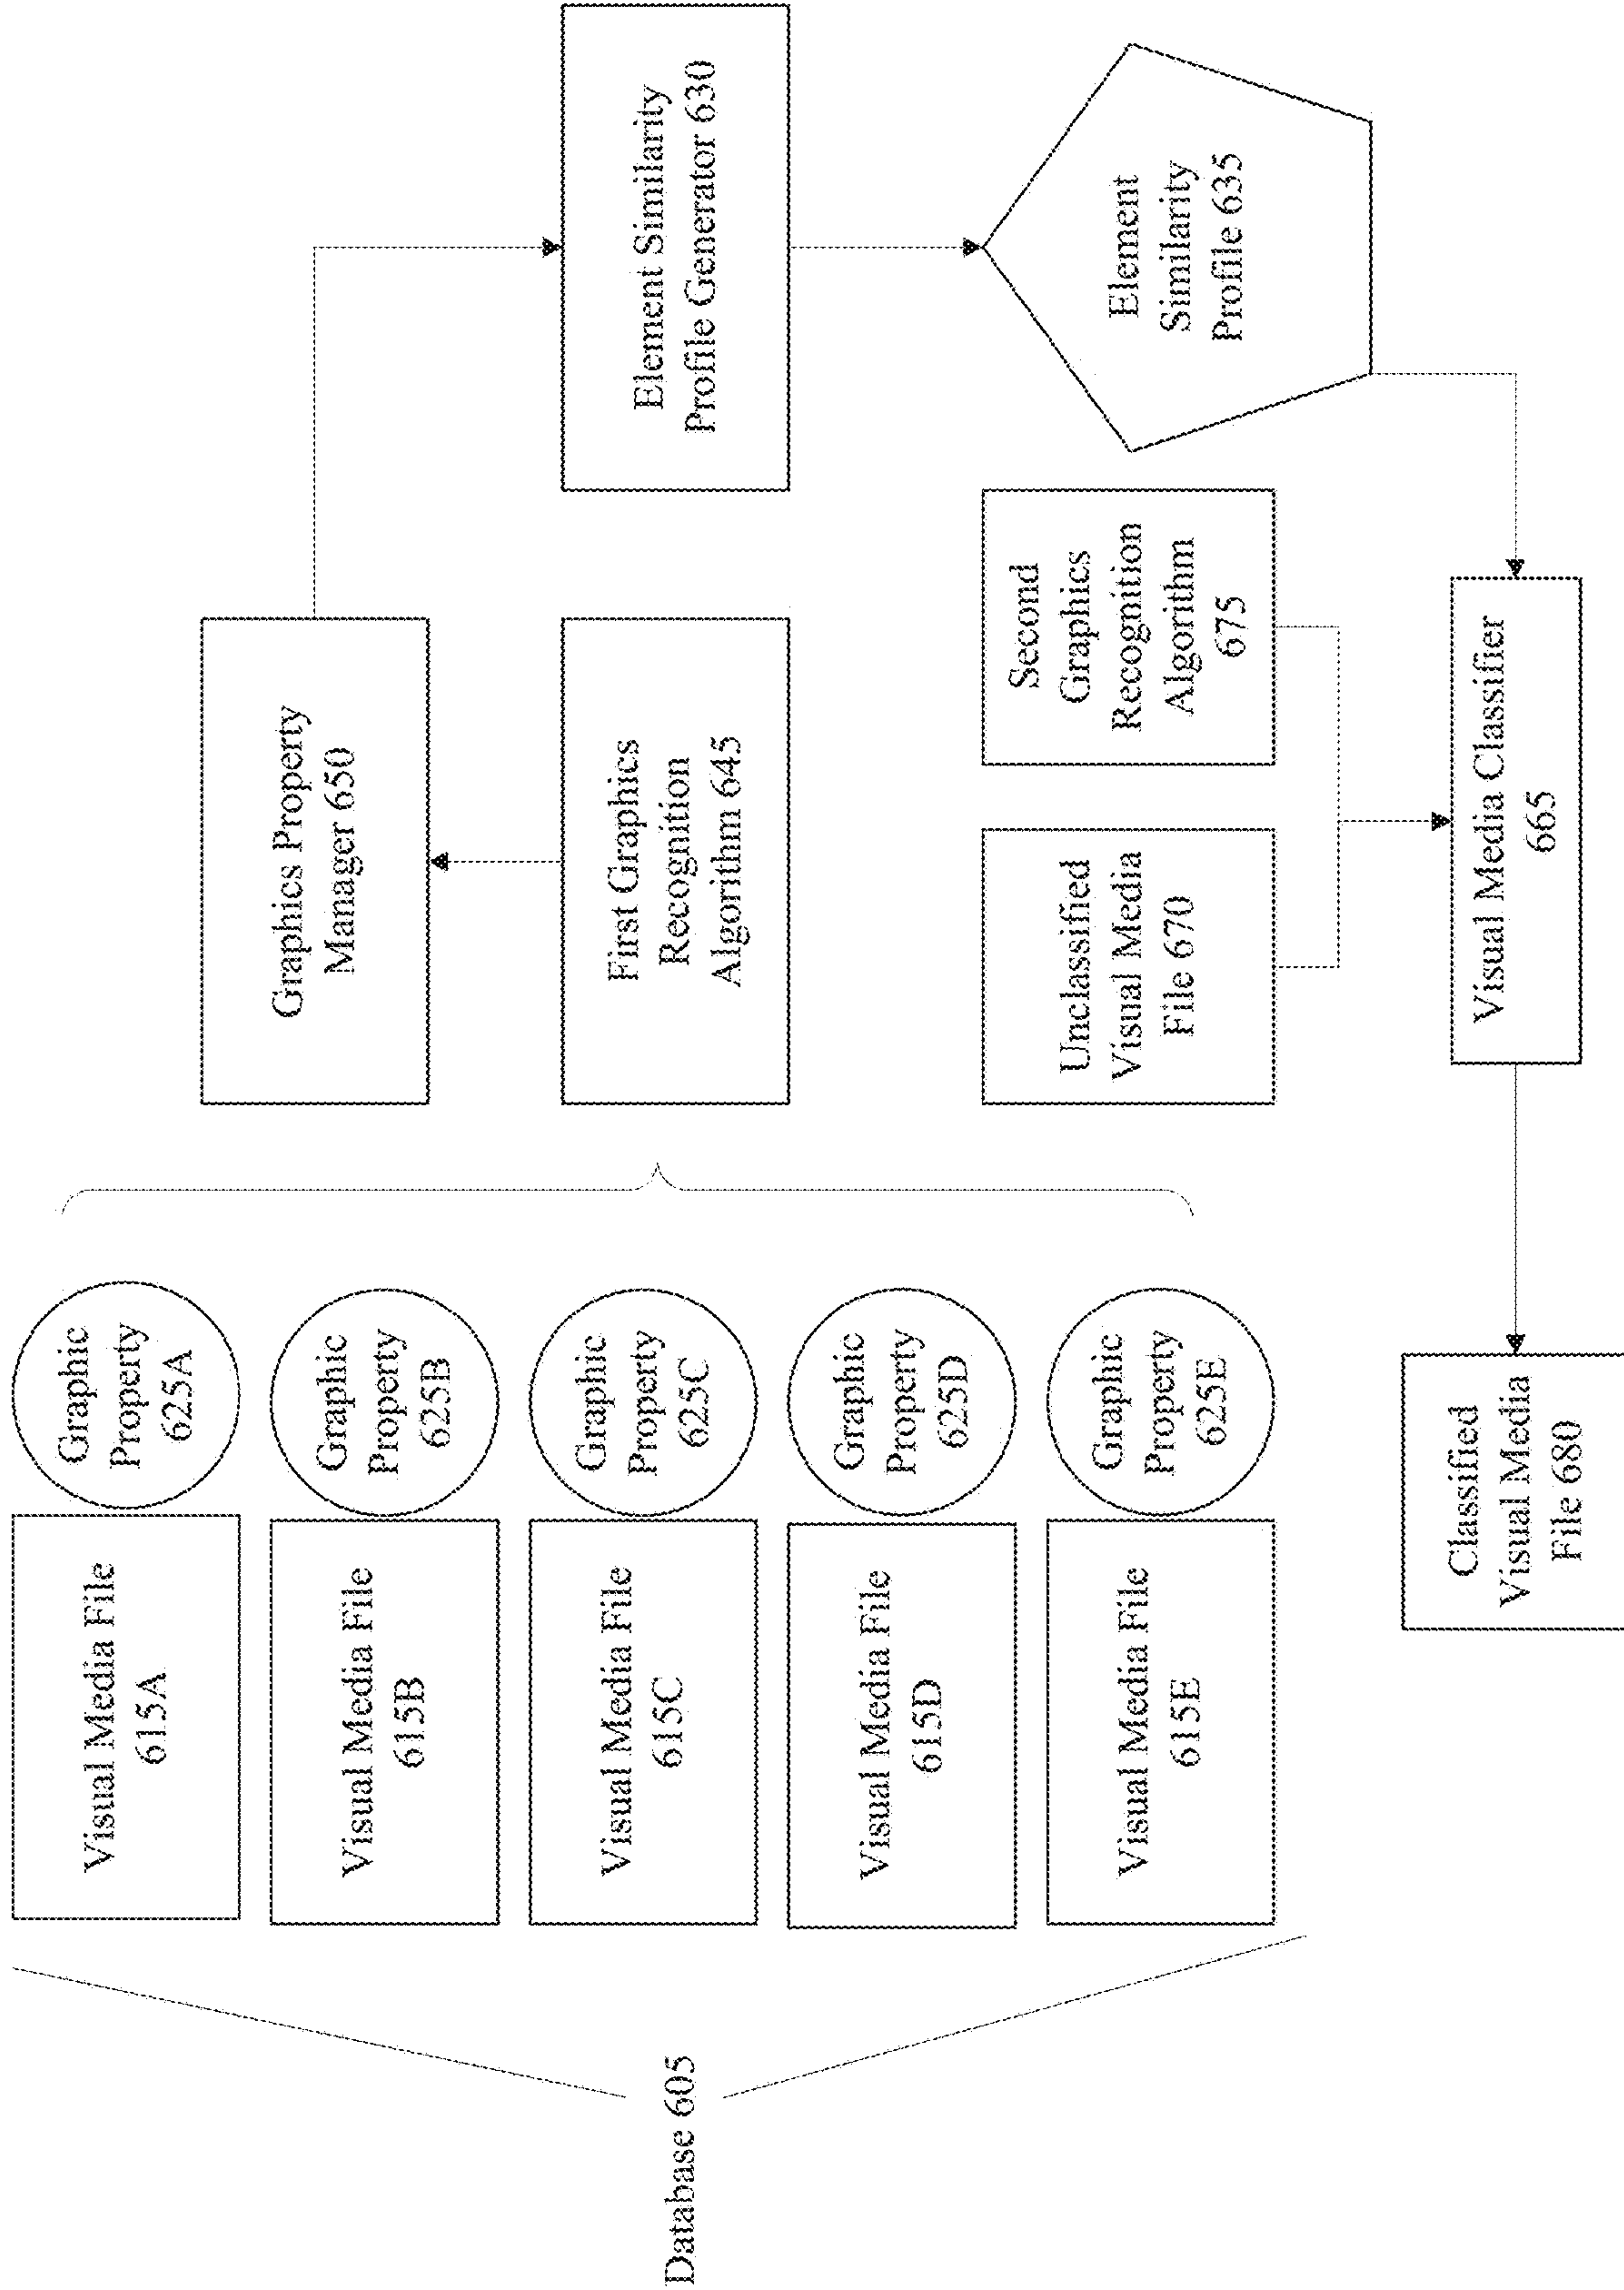 Database 605
Visual Media File
615A
Graphic
Property
625A
Visual Media File
615B
Graphic
Property
625B
Visual Media File
615C
Graphic
Property
625C
Visual Media File
615D
Graphic
Property
625D
Visual Media File
615E
Graphic
Property
625E
Graphics Property
Manager 650
First Graphics
Recognition
Algorithm 645
Element Similarity
Profile Generator 630
Element
Similarity
Profile 635
Unclassified
Visual Media
File 670
Second
Graphics
Recognition
Algorithm
675
Visual Media Classifier
665
Classified
Visual Media
File 680